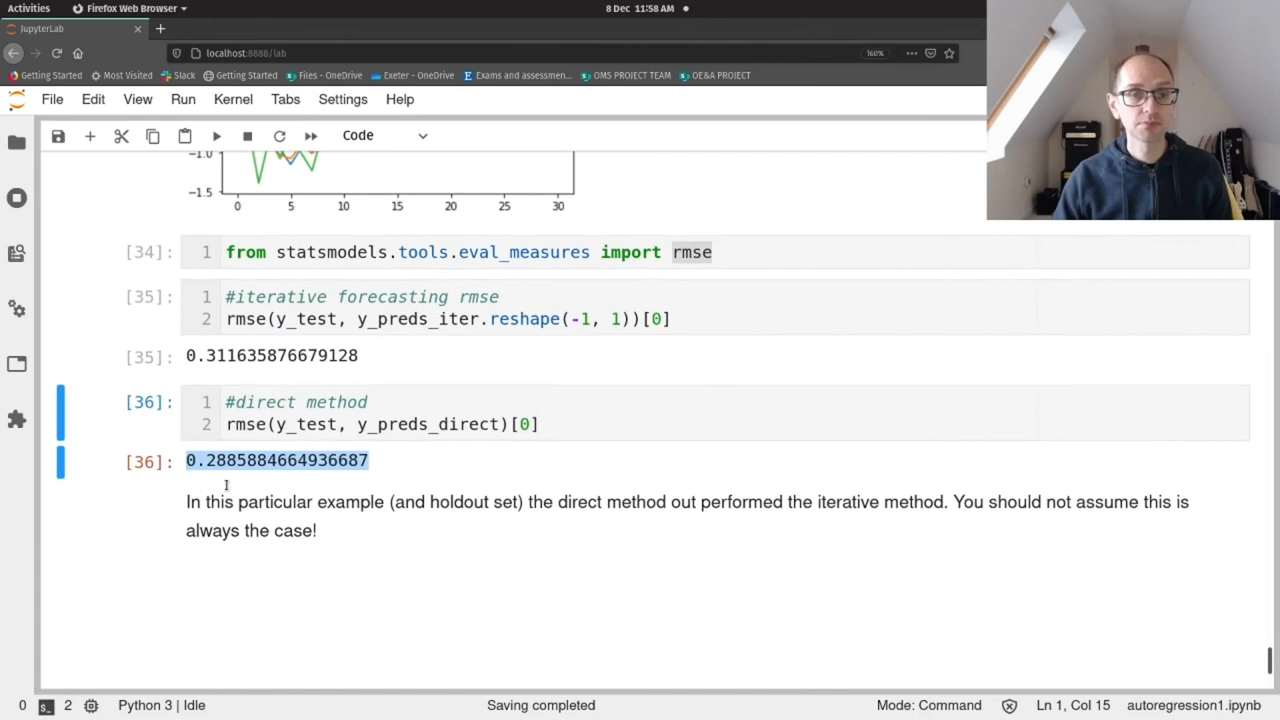 Activities
Firefox Web Browser
8 Dec 11:58 AM
JupyterLab
localhost:8888/lab
160%
Getting Started
Most Visited
Slack
Getting Started
Files - OneDrive
Exeter - OneDrive
Exams and assessmen...
OMS PROJECT TEAM
OE&A PROJECT
File Edit View Run Kernel Tabs Settings Help
Code
−1.0
−1.5
0 5 10 15 20 25 30
[34]: 1 from statsmodels.tools.eval_measures import rmse
[35]: 1 #iterative forecasting rmse
2 rmse(y_test, y_preds_iter.reshape(-1, 1))[0]
[35]: 0.311635876679128
[36]: 1 #direct method
2 rmse(y_test, y_preds_direct)[0]
[36]: 0.2885884664936687
In this particular example (and holdout set) the direct method out performed the iterative method. You should not assume this is
always the case!
0 $_ 2 Python 3 | Idle Saving completed Mode: Command Ln 1, Col 15 autoregression1.ipynb